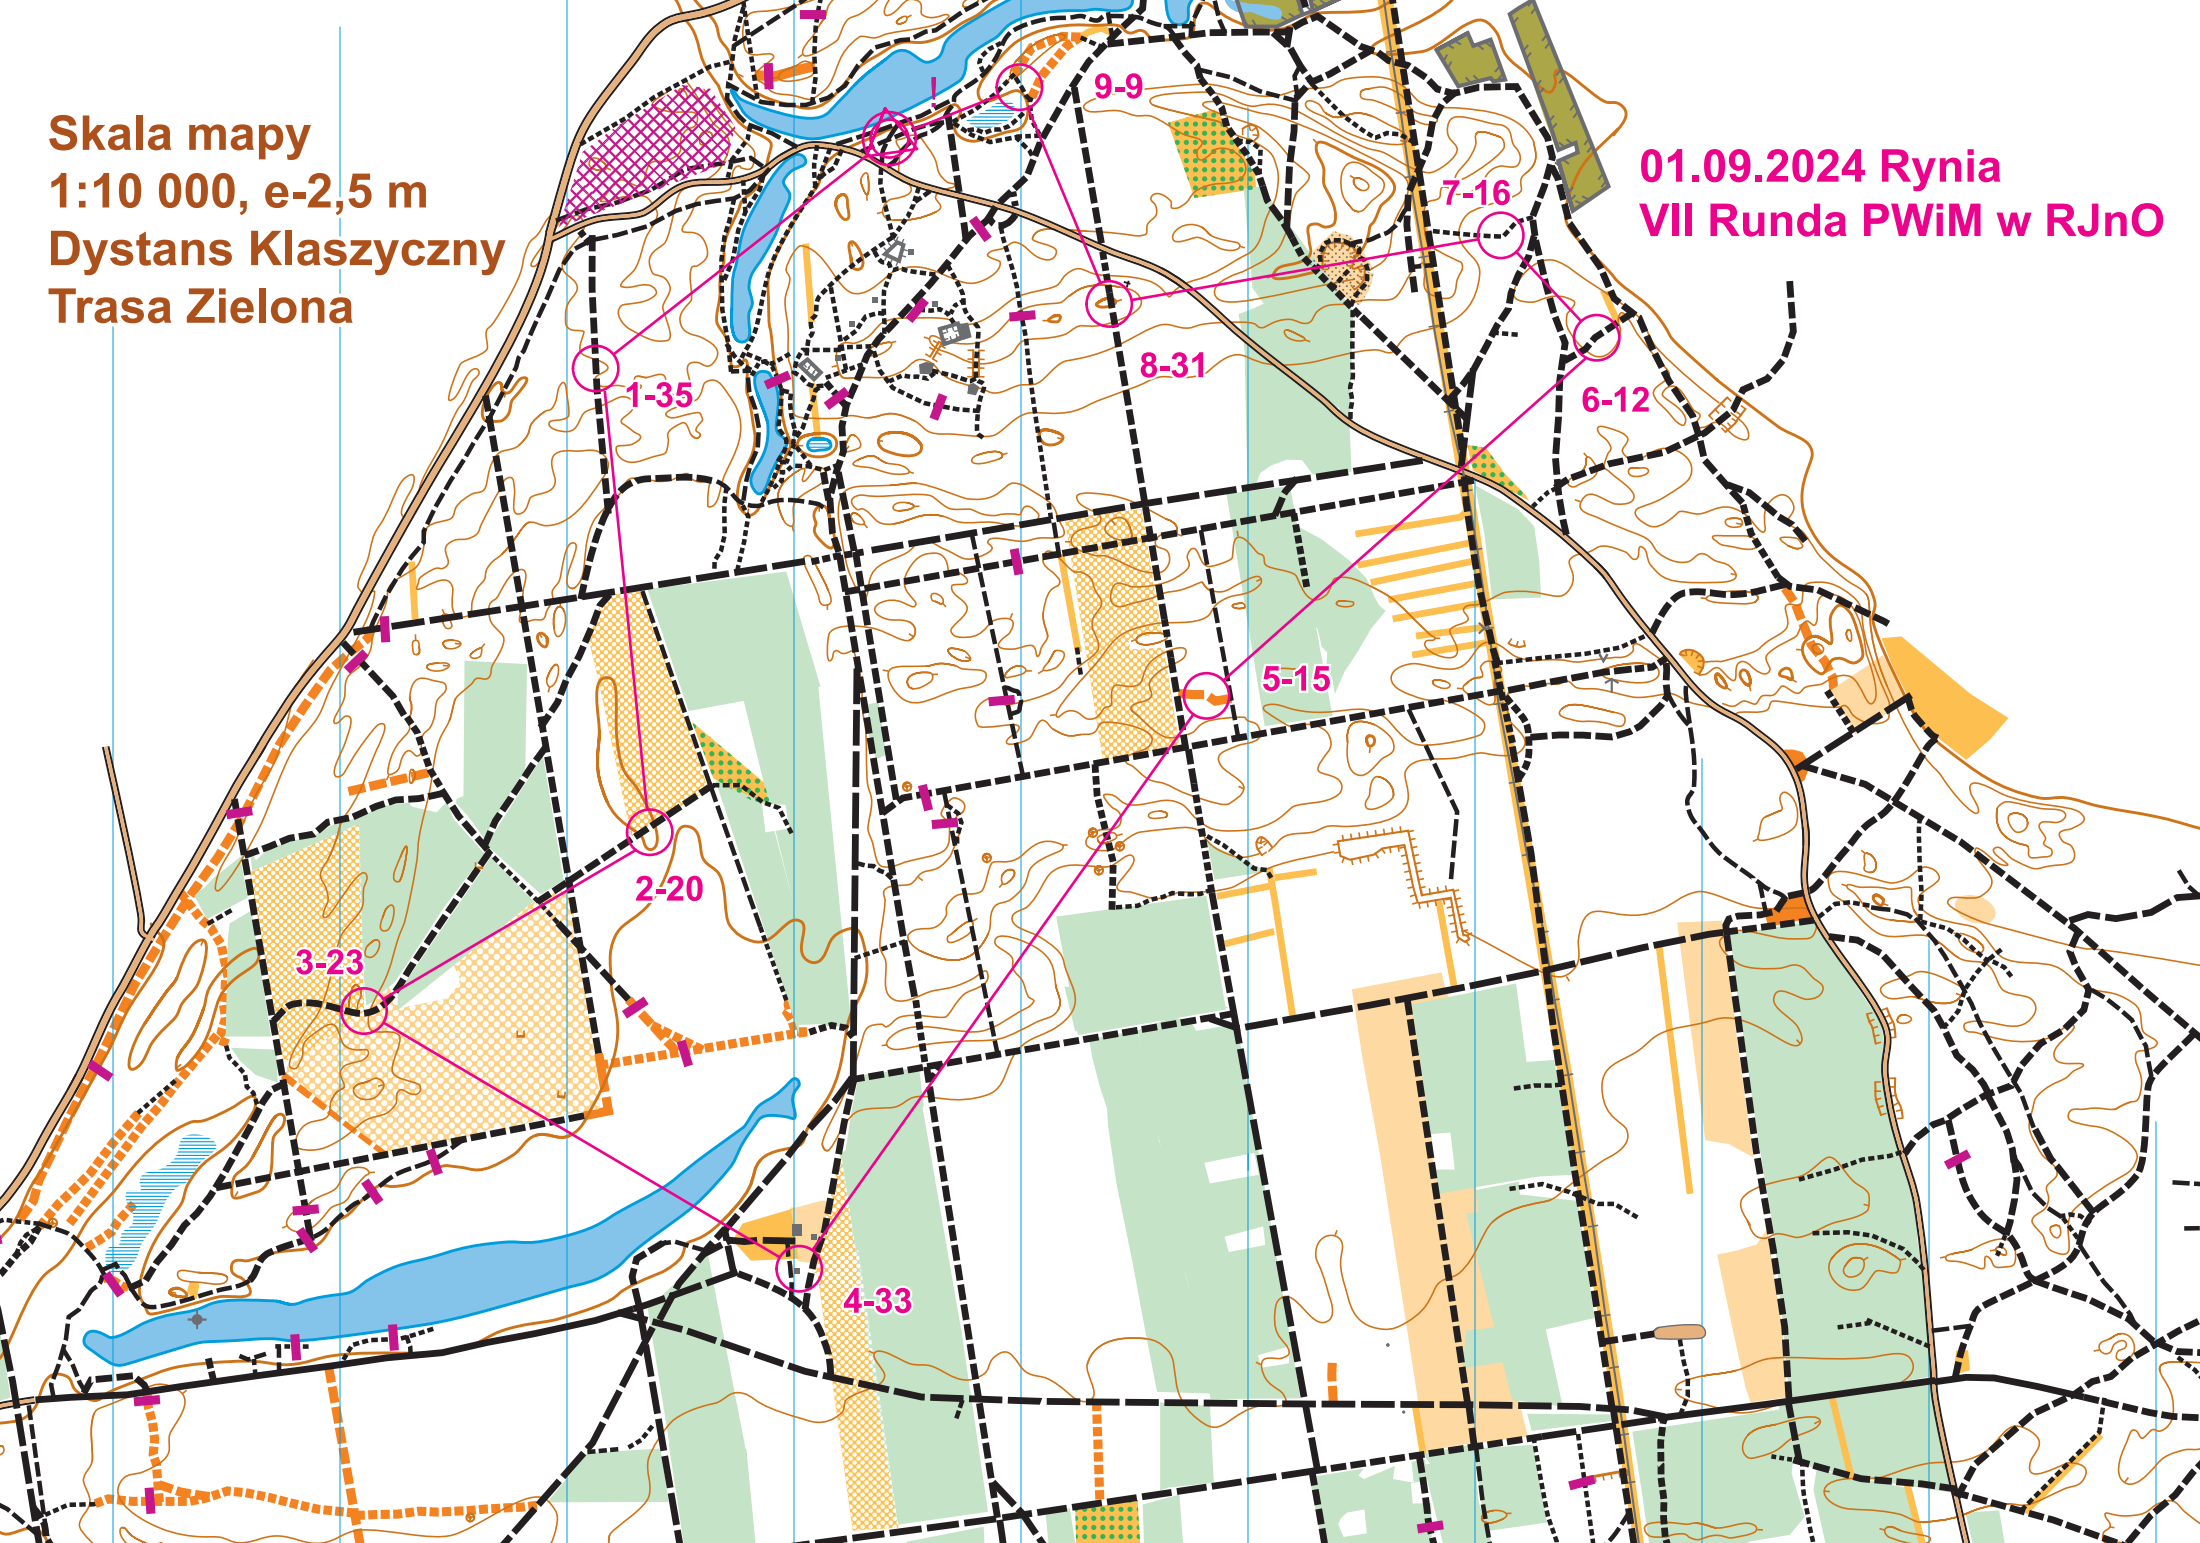 Skala mapy
1:10 000, e-2,5 m
Dystans Klaszyczny
Trasa Zielona
01.09.2024 Rynia
VII Runda PWiM w RJnO
!
9-9
7-16
8-31
1-35
6-12
5-15
2-20
3-23
4-33